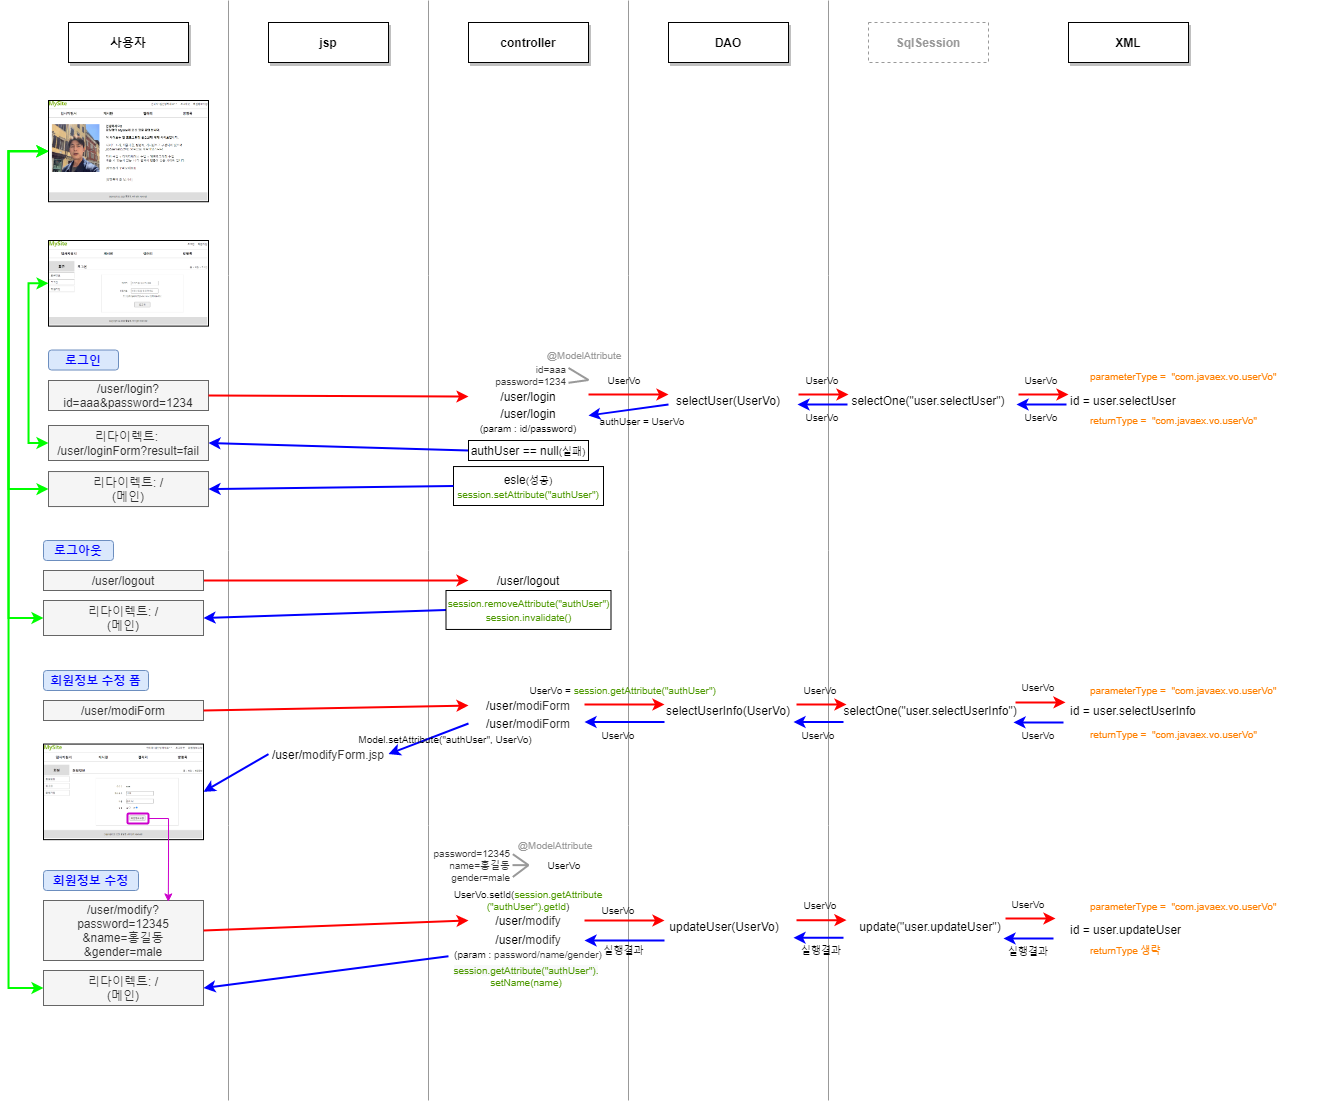 사용자
jsp
controller
DAO
SqlSession
XML
MySite
MySite
로그인
/user/login?
id=aaa&password=1234
@ModelAttribute
id=aaa
password=1234
UserVo
/user/login
/user/login
(param : id/password)
authUser = UserVo
selectUser(UserVo)
UserVo
UserVo
selectOne("user.selectUser")
UserVo
UserVo
parameterType =  "com.javaex.vo.userVo"
id = user.selectUser
returnType =  "com.javaex.vo.userVo"
리다이렉트:
/user/loginForm?result=fail
authUser == null(실패)
리다이렉트: /
(메인)
esle(성공)
session.setAttribute("authUser")
로그아웃
/user/logout
/user/logout
리다이렉트: /
(메인)
session.removeAttribute("authUser")
session.invalidate()
회원정보 수정 폼
/user/modiForm
UserVo = session.getAttribute("authUser")
/user/modiForm
/user/modiForm
UserVo
selectUserInfo(UserVo)
UserVo
UserVo
selectOne("user.selectUserInfo")
UserVo
UserVo
parameterType =  "com.javaex.vo.userVo"
id = user.selectUserInfo
returnType =  "com.javaex.vo.userVo"
Model.setAttribute("authUser", UserVo)
/user/modifyForm.jsp
MySite
회원정보 수정
/user/modify?
password=12345
&name=홍길동
&gender=male
@ModelAttribute
password=12345
name=홍길동
gender=male
UserVo
UserVo.setId(session.getAttribute
("authUser").getId)
/user/modify
/user/modify
(param : password/name/gender)
session.getAttribute("authUser").
setName(name)
UserVo
실행결과
updateUser(UserVo)
UserVo
실행결과
update("user.updateUser")
UserVo
실행결과
parameterType =  "com.javaex.vo.userVo"
id = user.updateUser
returnType 생략
리다이렉트: /
(메인)